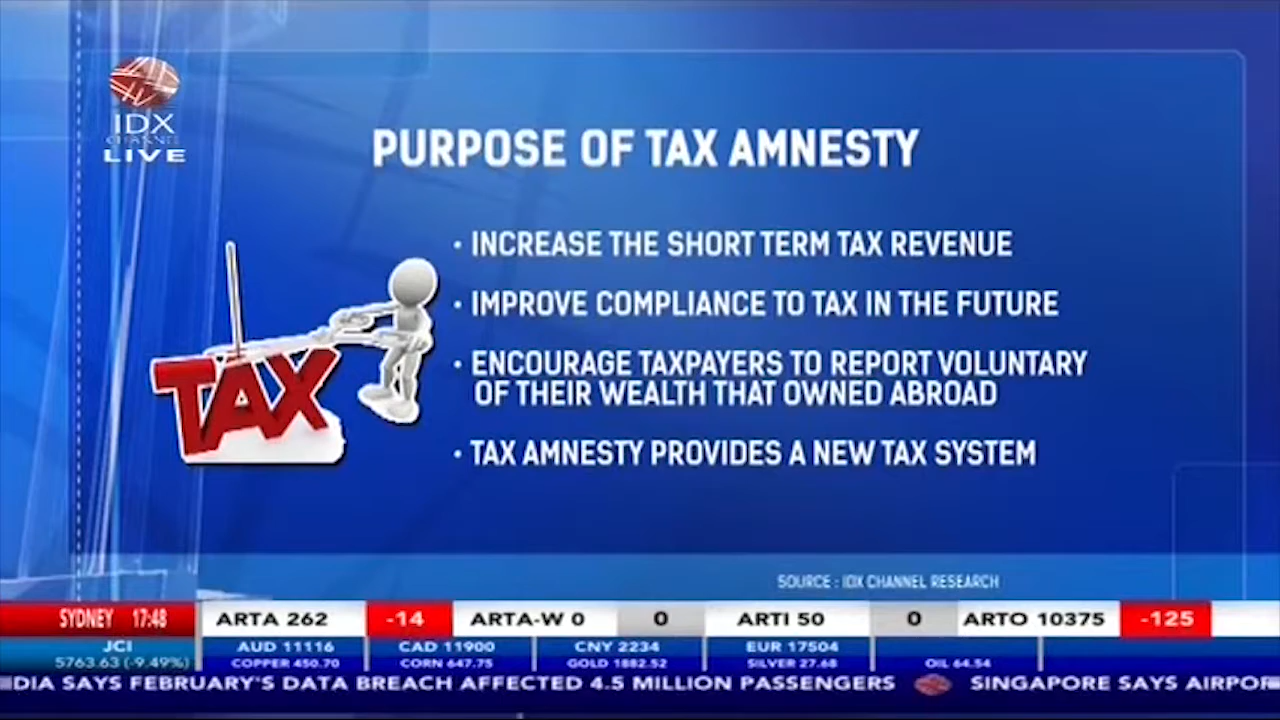 IDX
CHANNEL
LIVE
PURPOSE OF TAX AMNESTY
• INCREASE THE SHORT TERM TAX REVENUE
• IMPROVE COMPLIANCE TO TAX IN THE FUTURE
• ENCOURAGE TAXPAYERS TO REPORT VOLUNTARY
OF THEIR WEALTH THAT OWNED ABROAD
• TAX AMNESTY PROVIDES A NEW TAX SYSTEM
TAX
SOURCE : IDX CHANNEL RESEARCH
SYDNEY 17:48 ARTA 262 -14 ARTA-W 0 0 ARTI 50 0 ARTO 10375 -125
JCI AUD 11116 CAD 11900 CNY 2234 EUR 17504
5763.63 (-9.49%) COPPER 450.70 CORN 647.75 GOLD 1882.52 SILVER 27.68 OIL 64.54
DIA SAYS FEBRUARY'S DATA BREACH AFFECTED 4.5 MILLION PASSENGERS SINGAPORE SAYS AIRPOR